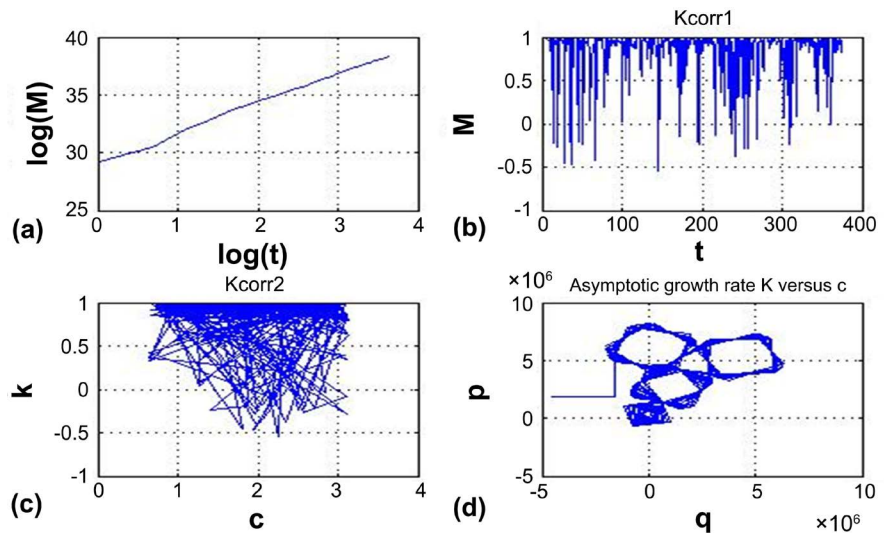 40
35
30
25
log(M)
0 1 2 3 4
log(t)
(a)
Kcorr1
1
0.5
0
-0.5
-1
M
0 100 200 300 400
t
(b)
Kcorr2
1
0.5
0
-0.5
-1
k
0 1 2 3 4
c
(c)
×10⁶
Asymptotic growth rate K versus c
10
5
0
-5
p
-5 0 5 10
q
×10⁶
(d)